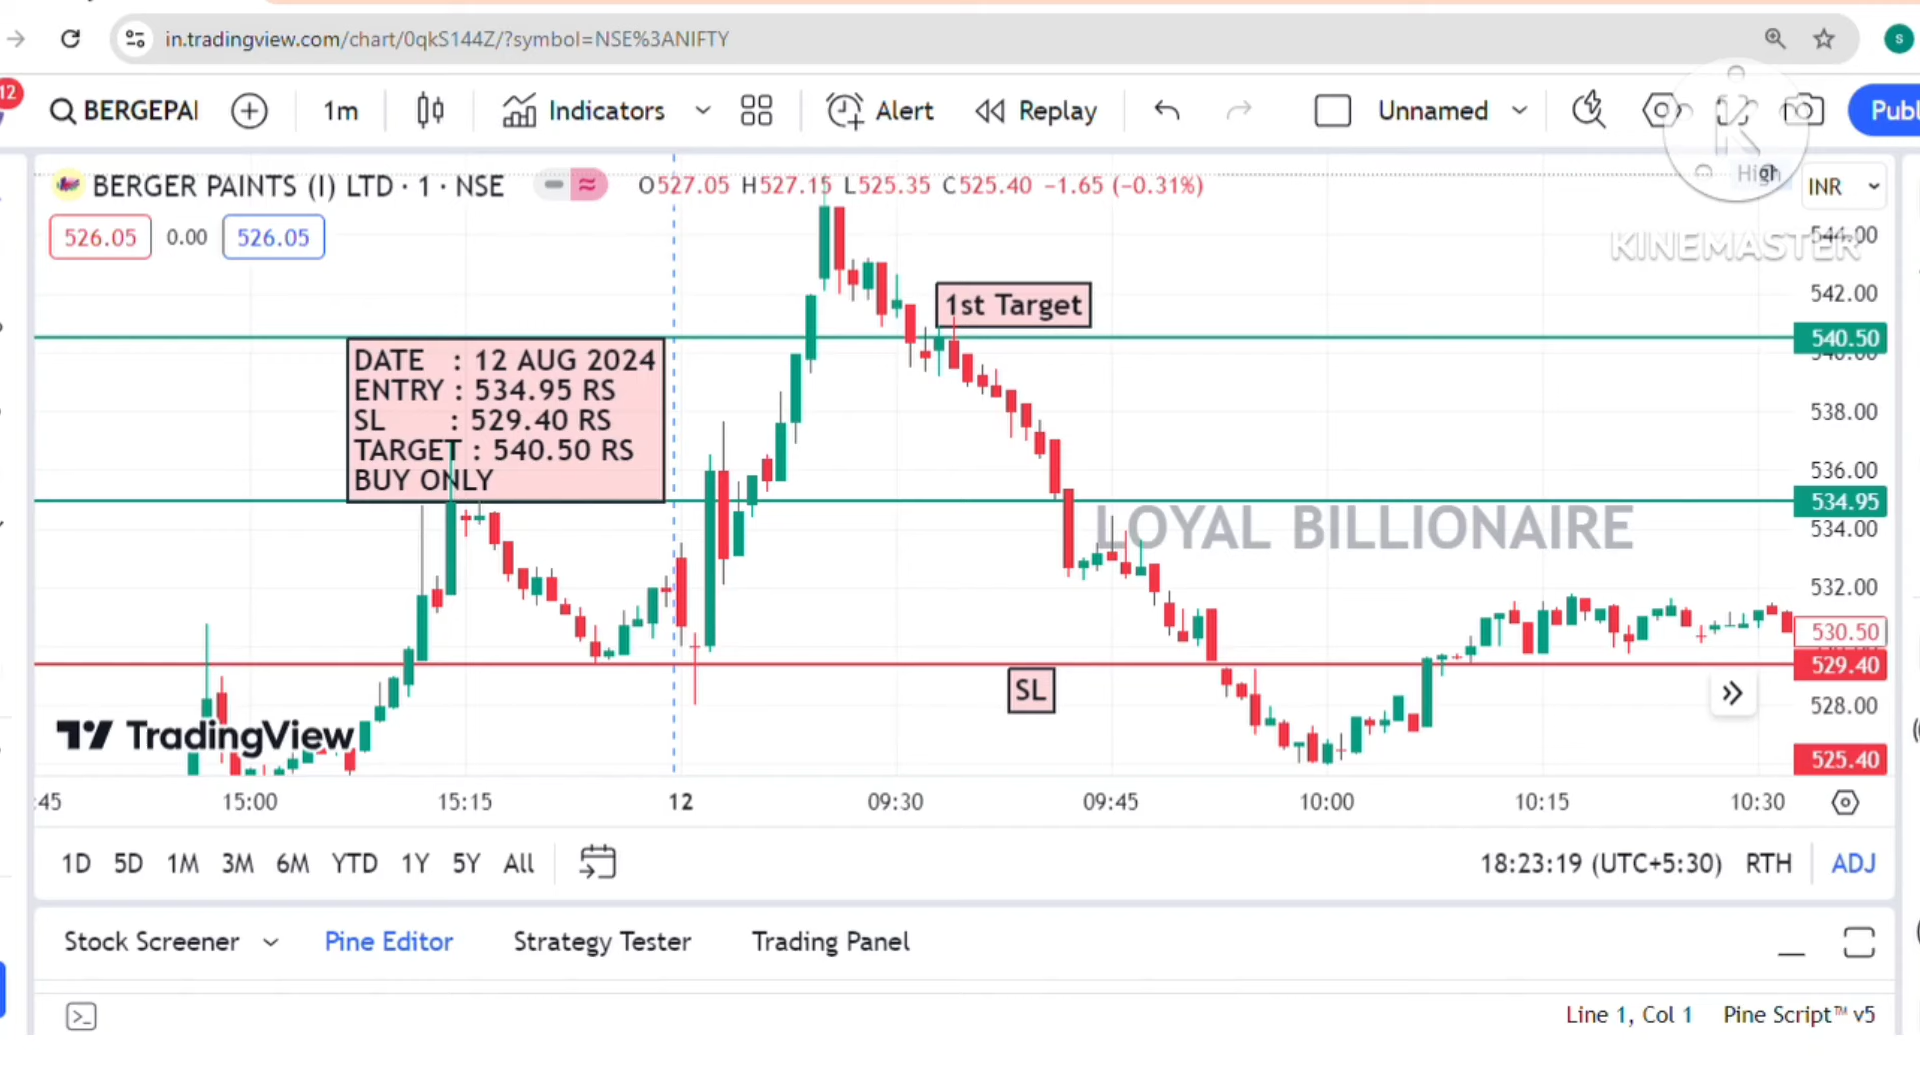 in.tradingview.com/chart/0qkS144Z/?symbol=NSE%3ANIFTY
S
12
BERGEPAI
1m
Indicators
Alert
Replay
Unnamed
Publ
BERGER PAINTS (I) LTD · 1 · NSE
O527.05 H527.15 L525.35 C525.40 −1.65 (−0.31%)
High
INR
526.05
0.00
526.05
K
KINEMASTER
544.00
542.00
540.50
540.00
538.00
536.00
534.95
534.00
532.00
530.50
529.40
528.00
525.40
1st Target
DATE : 12 AUG 2024
ENTRY : 534.95 RS
SL : 529.40 RS
TARGET : 540.50 RS
BUY ONLY
LOYAL BILLIONAIRE
SL
TradingView
:45
15:00
15:15
12
09:30
09:45
10:00
10:15
10:30
1D 5D 1M 3M 6M YTD 1Y 5Y All
18:23:19 (UTC+5:30) RTH ADJ
Stock Screener
Pine Editor
Strategy Tester
Trading Panel
Line 1, Col 1
Pine Script™ v5